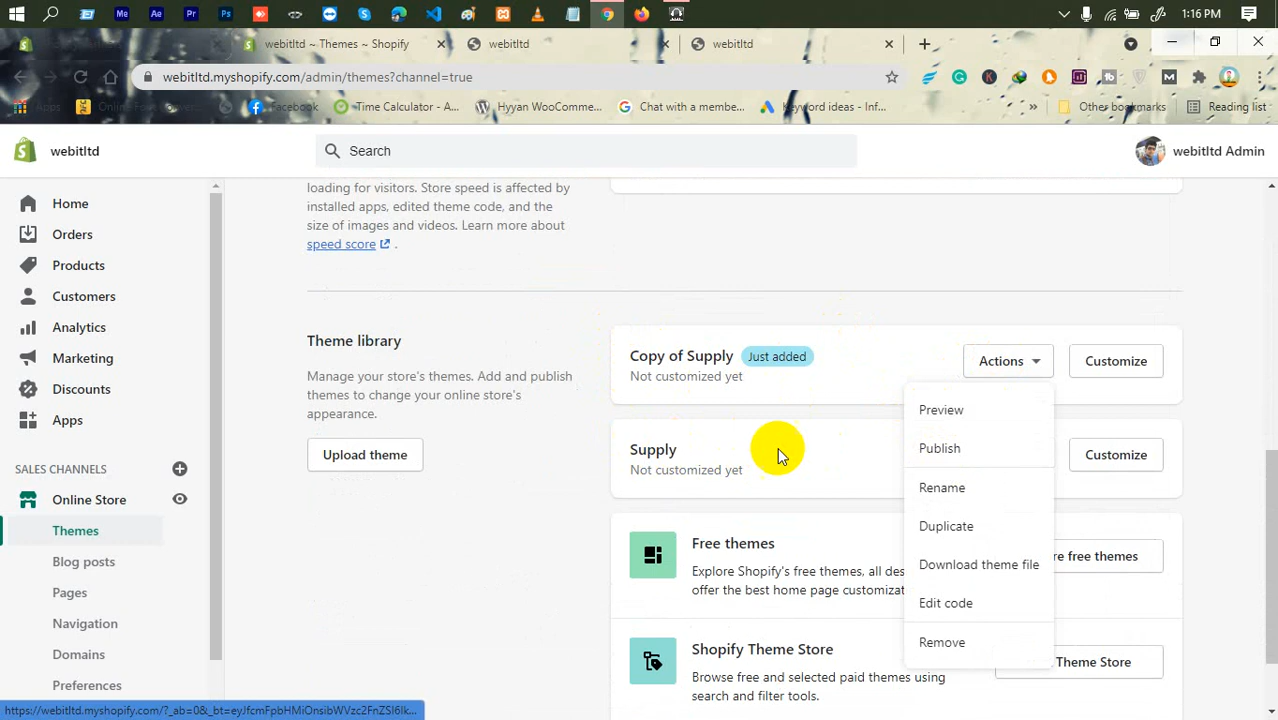 Me
Ae
Pr
Ps
1:16 PM
webitltd ~ Themes ~ Shopify
webitltd
webitltd
webitltd.myshopify.com/admin/themes?channel=true
Apps
Facebook
Time Calculator - A...
Hyyan WooComme...
Chat with a membe...
Keyword ideas - Inf...
Other bookmarks
Reading list
webitltd
Search
webitltd Admin
Home
Orders
Products
Customers
Analytics
Marketing
Discounts
Apps
SALES CHANNELS
Online Store
Themes
Blog posts
Pages
Navigation
Domains
Preferences
loading for visitors. Store speed is affected by
installed apps, edited theme code, and the
size of images and videos. Learn more about
speed score .
Theme library
Manage your store's themes. Add and publish
themes to change your online store's
appearance.
Upload theme
Copy of Supply Just added
Not customized yet
Actions
Customize
Preview
Publish
Rename
Duplicate
Download theme file
Edit code
Remove
Supply
Not customized yet
Customize
Free themes
Explore Shopify's free themes, all des
offer the best home page customizat
re free themes
Shopify Theme Store
Browse free and selected paid themes using
search and filter tools.
Theme Store